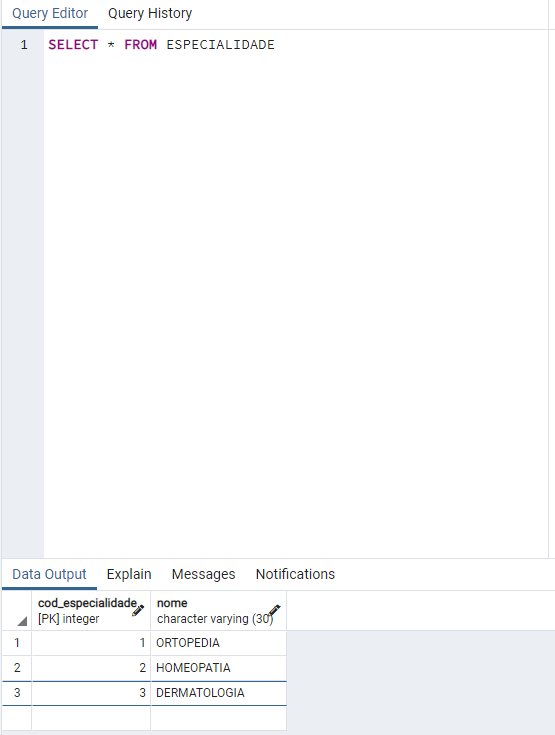 Query Editor Query History
1 SELECT * FROM ESPECIALIDADE
Data Output Explain Messages Notifications
cod_especialidade nome
[PK] integer character varying (30)
1 1 ORTOPEDIA
2 2 HOMEOPATIA
3 3 DERMATOLOGIA